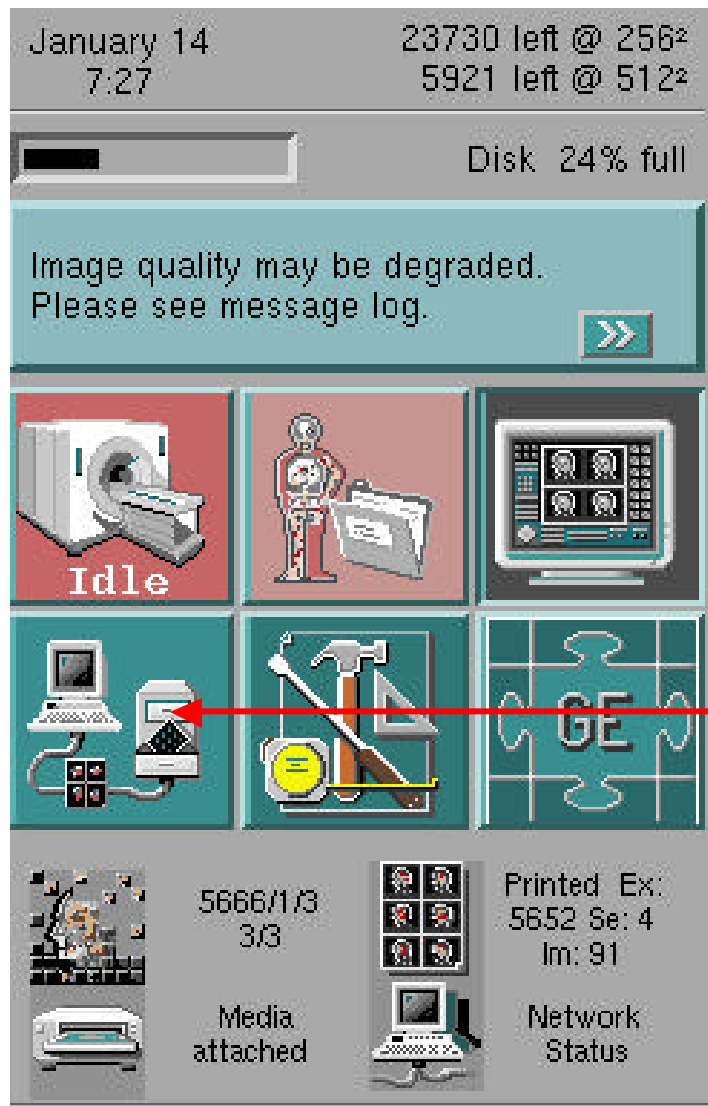 January 14
7:27
23730 left @ 256²
5921 left @ 512²
Disk 24% full
Image quality may be degraded.
Please see message log.
>>
Idle
GE
5666/1/3
3/3
Printed Ex:
5652 Se: 4
Im: 91
Media
attached
Network
Status